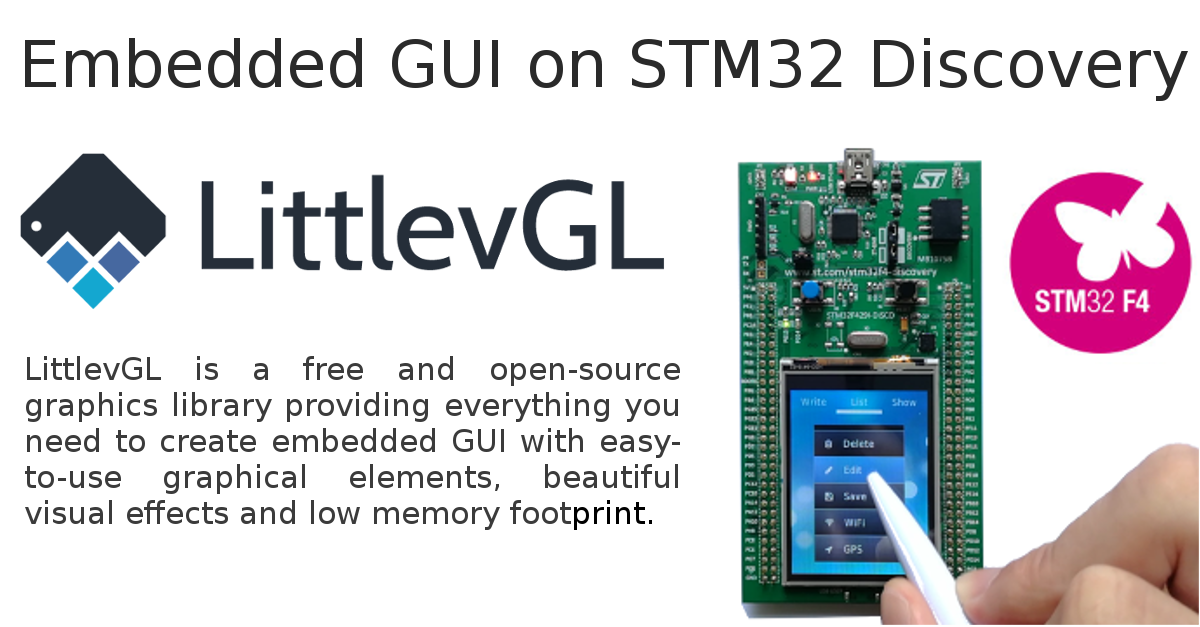 Embedded GUI on STM32 Discovery
LittlevGL
LittlevGL is a free and open-source
graphics library providing everything you
need to create embedded GUI with easy-
to-use graphical elements, beautiful
visual effects and low memory footprint.
ST
MB1075B
www.st.com/stm32f4-discovery
STM32F429I-DISCO
Write List Show
Delete
Edit
Save
WiFi
GPS
STM32 F4